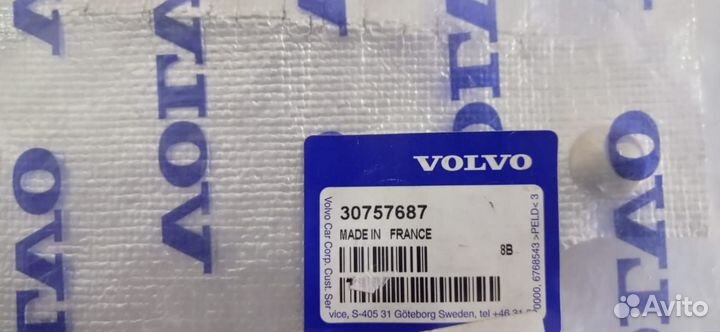 VOLVO
VOLVO
VOLVO
VOLVO
VOLVO
30757687
MADE IN FRANCE
8B
Volvo Car Corp. Cust. Ser
vice, S-405 31 Göteborg Sweden, tel +46 31
0000, 6768543 >PELD< 3
Avito